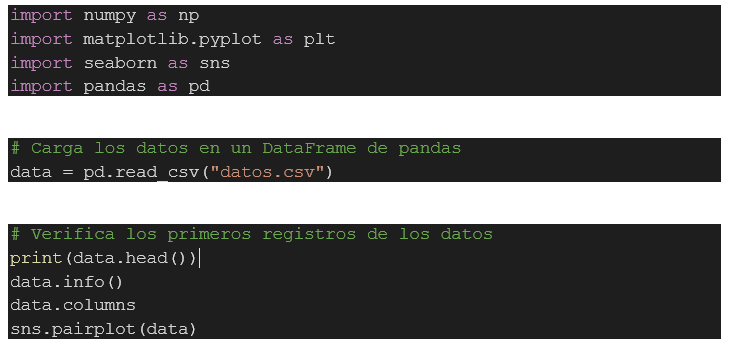 import numpy as np
import matplotlib.pyplot as plt
import seaborn as sns
import pandas as pd
# Carga los datos en un DataFrame de pandas
data = pd.read_csv("datos.csv")
# Verifica los primeros registros de los datos
print(data.head())
data.info()
data.columns
sns.pairplot(data)